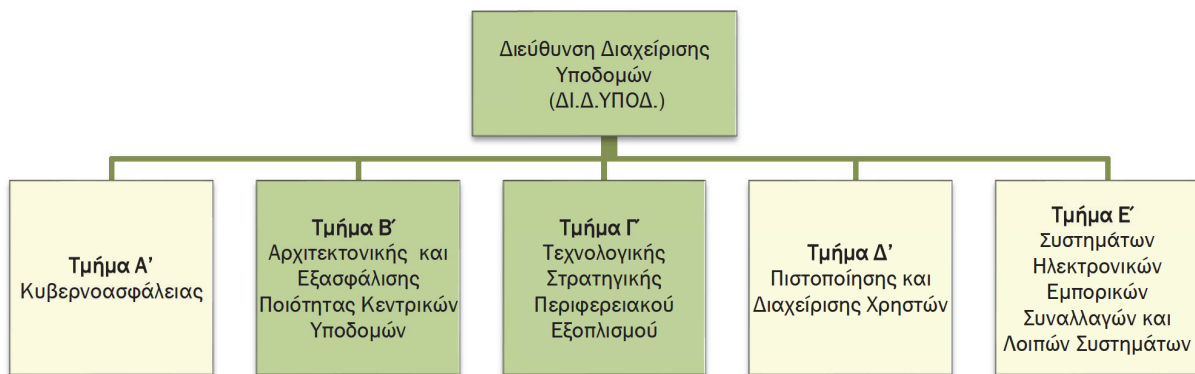 Διεύθυνση Διαχείρισης
Υποδομών
(ΔΙ.Δ.ΥΠΟΔ.)
Τμήμα Α’
Κυβερνοασφάλειας
Τμήμα Β΄
Αρχιτεκτονικής και
Εξασφάλισης
Ποιότητας Κεντρικών
Υποδομών
Τμήμα Γ΄
Τεχνολογικής
Στρατηγικής
Περιφερειακού
Εξοπλισμού
Τμήμα Δ’
Πιστοποίησης και
Διαχείρισης Χρηστών
Τμήμα Ε΄
Συστημάτων
Ηλεκτρονικών
Εμπορικών
Συναλλαγών και
Λοιπών Συστημάτων